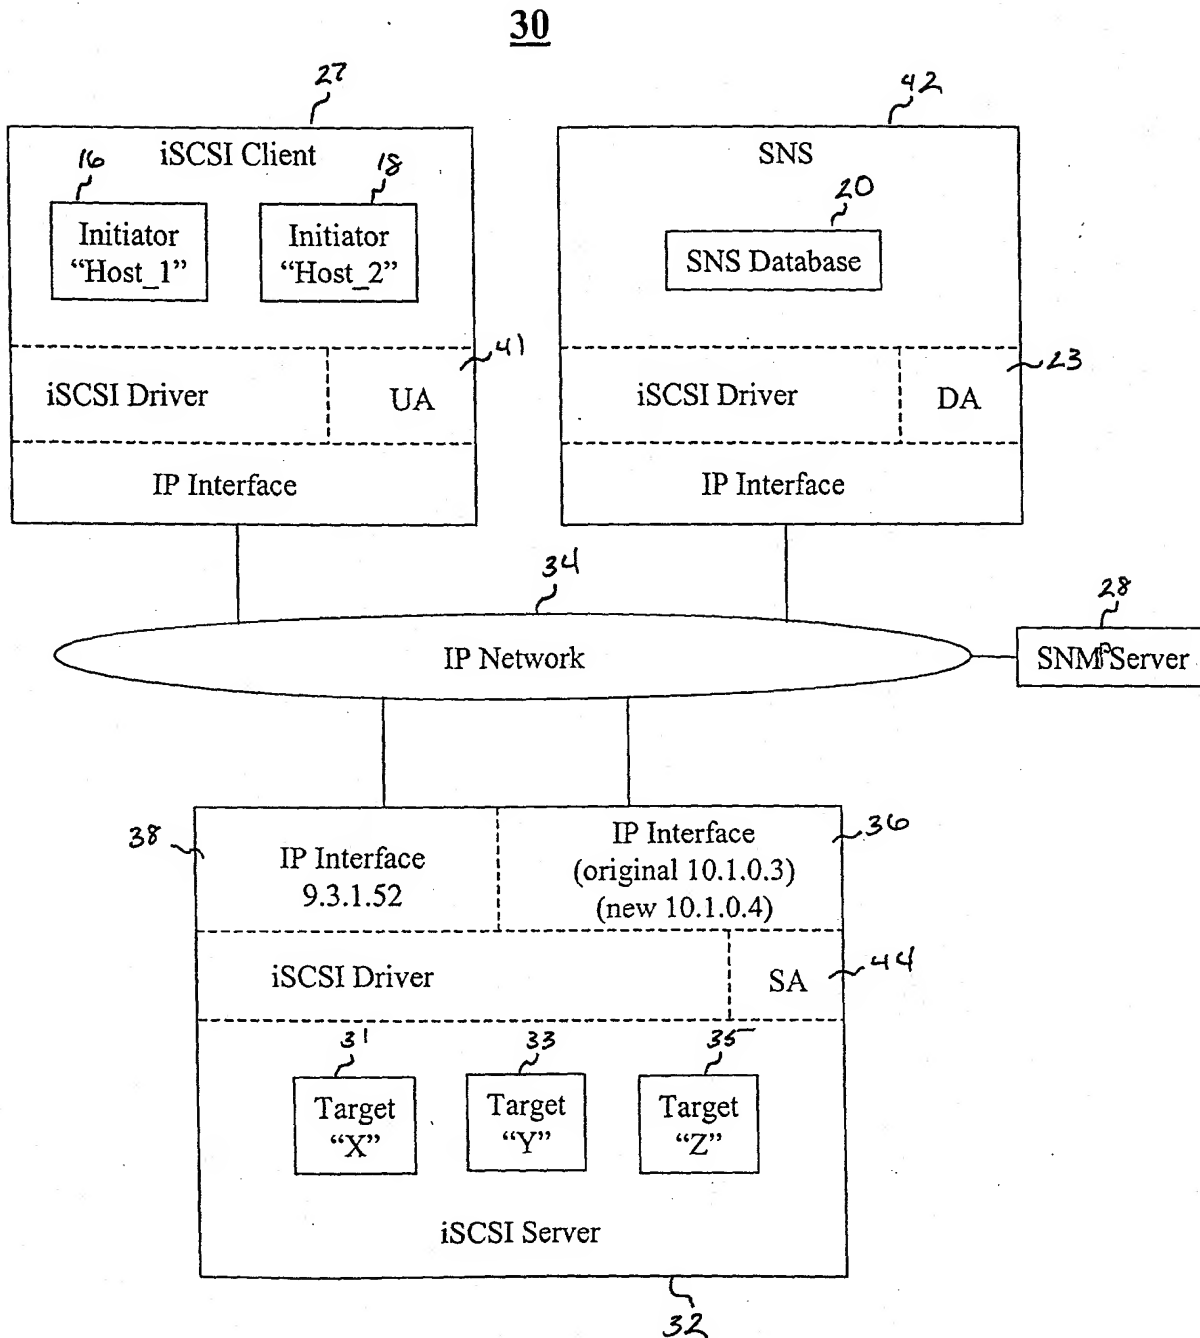 30
27
42
iSCSI Client
SNS
16
18
20
Initiator
“Host_1”
Initiator
“Host_2”
SNS Database
41
23
iSCSI Driver
UA
iSCSI Driver
DA
IP Interface
IP Interface
34
28
IP Network
SNMP Server
38
36
IP Interface
9.3.1.52
IP Interface
(original 10.1.0.3)
(new 10.1.0.4)
iSCSI Driver
SA
44
31
33
35
Target
“X”
Target
“Y”
Target
“Z”
iSCSI Server
32